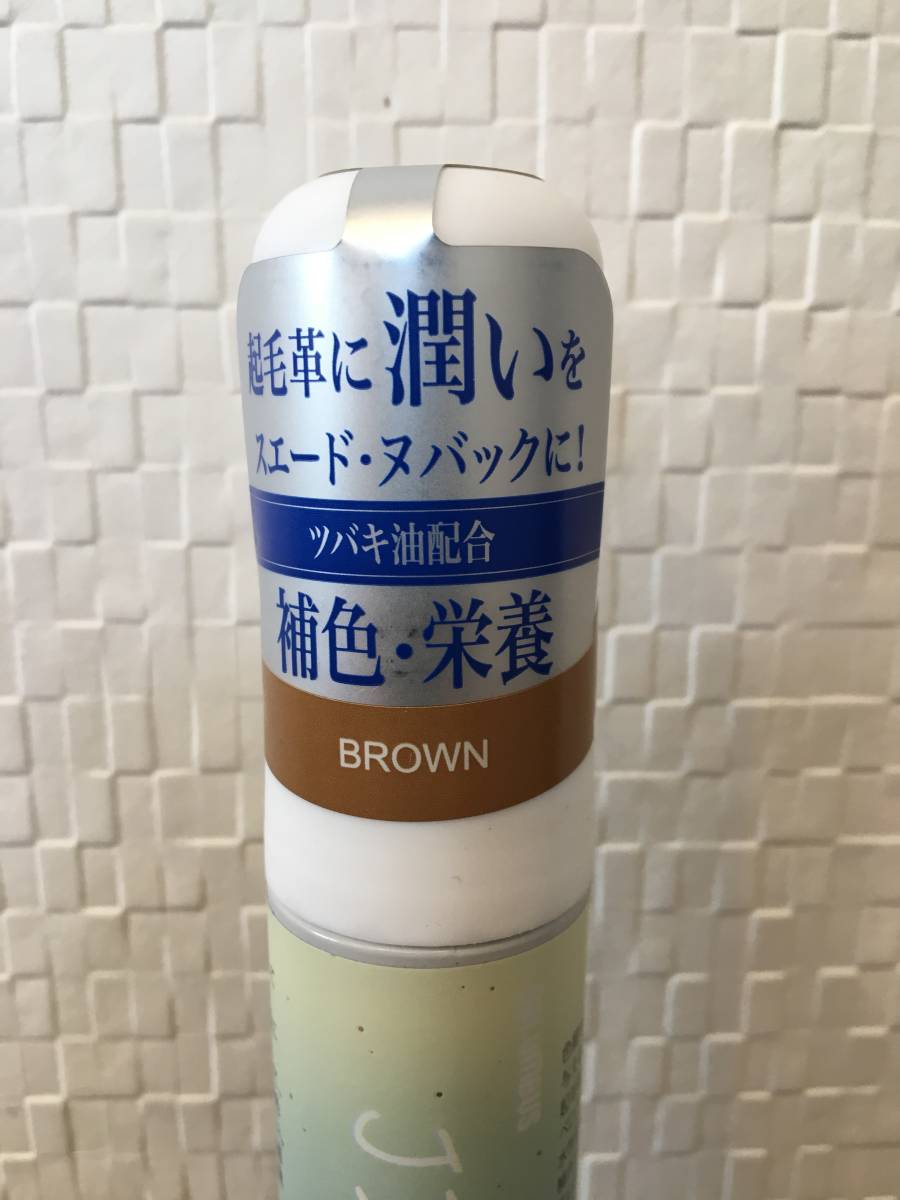 起毛革に潤いを
スエード・ヌバックに!
ツバキ油配合
補色・栄養
BROWN